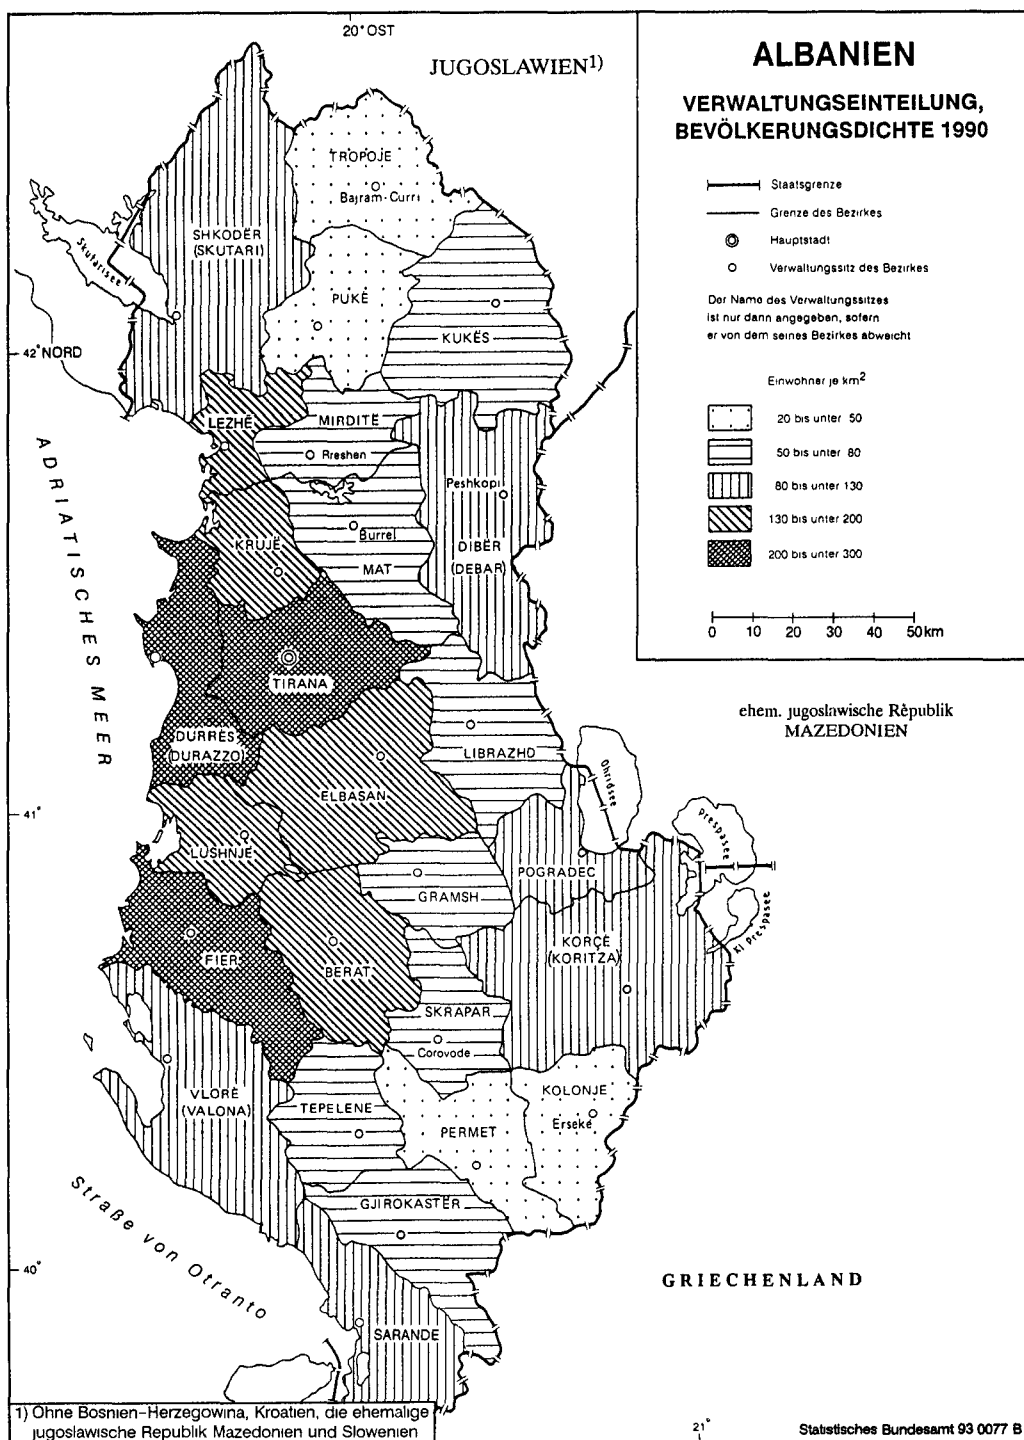 20° OST
JUGOSLAWIEN1)
ALBANIEN
VERWALTUNGSEINTEILUNG,
BEVÖLKERUNGSDICHTE 1990
Staatsgrenze
Grenze des Bezirkes
Hauptstadt
Verwaltungssitz des Bezirkes
Der Name des Verwaltungssitzes
ist nur dann angegeben, sofern
er von dem seines Bezirkes abweicht
Einwohner je km2
20 bis unter 50
50 bis unter 80
80 bis unter 130
130 bis unter 200
200 bis unter 300
0 10 20 30 40 50 km
TROPOJE
Bajram-Curri
SHKODËR
(SKUTARI)
Skutarisee
PUKË
KUKËS
42° NORD
LEZHË
MIRDITË
Rreshen
Peshkopi
KRUJË
Burrel
MAT
DIBËR
(DEBAR)
ADRIATISCHES MEER
TIRANA
DURRËS
(DURAZZO)
LIBRAZHD
ehem. jugoslawische Republik
MAZEDONIEN
Ohridsee
ELBASAN
41°
LUSHNJË
Prespasee
POGRADEC
GRAMSH
Kl Prespasee
KORÇË
(KORITZA)
FIER
BERAT
SKRAPAR
Corovode
VLORË
(VALONA)
TEPELENE
KOLONJE
Ersekë
PERMET
GJIROKASTËR
Straße von Otranto
40°
GRIECHENLAND
SARANDE
1) Ohne Bosnien-Herzegowina, Kroatien, die ehemalige
jugoslawische Republik Mazedonien und Slowenien
21°
Statistisches Bundesamt 93 0077 B